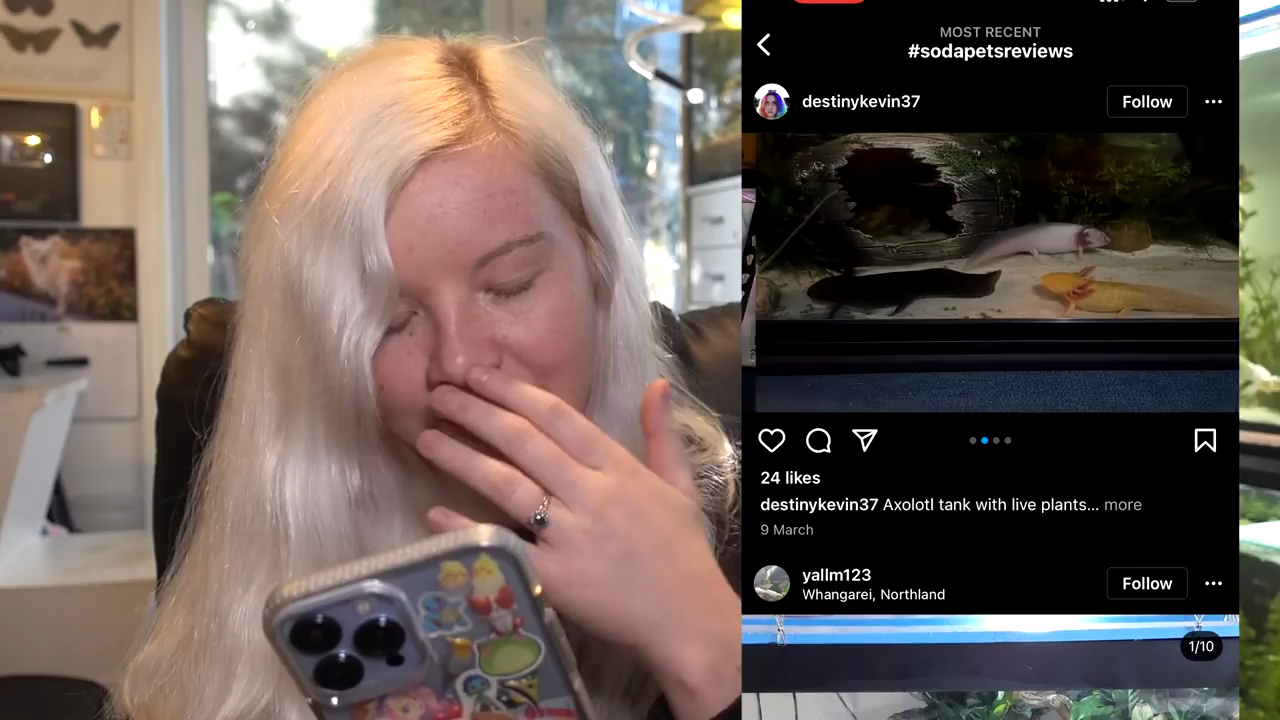 MOST RECENT
#sodapetsreviews
destinykevin37
Follow
24 likes
destinykevin37 Axolotl tank with live plants... more
9 March
yallm123
Whangarei, Northland
Follow
1/10